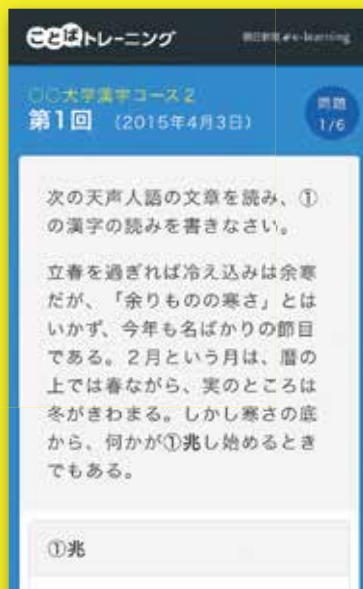 ことばトレーニング
朝日新聞 e-learning
〇〇大学漢字コース2
第1回 （2015年4月3日）
問題
1/6
次の天声人語の文章を読み、①
の漢字の読みを書きなさい。
立春を過ぎれば冷え込みは余寒
だが、「余りものの寒さ」とは
いかず、今年も名ばかりの節目
である。2月という月は、暦の
上では春ながら、実のところは
冬がきわまる。しかし寒さの底
から、何かが①兆し始めるとき
でもある。
①兆